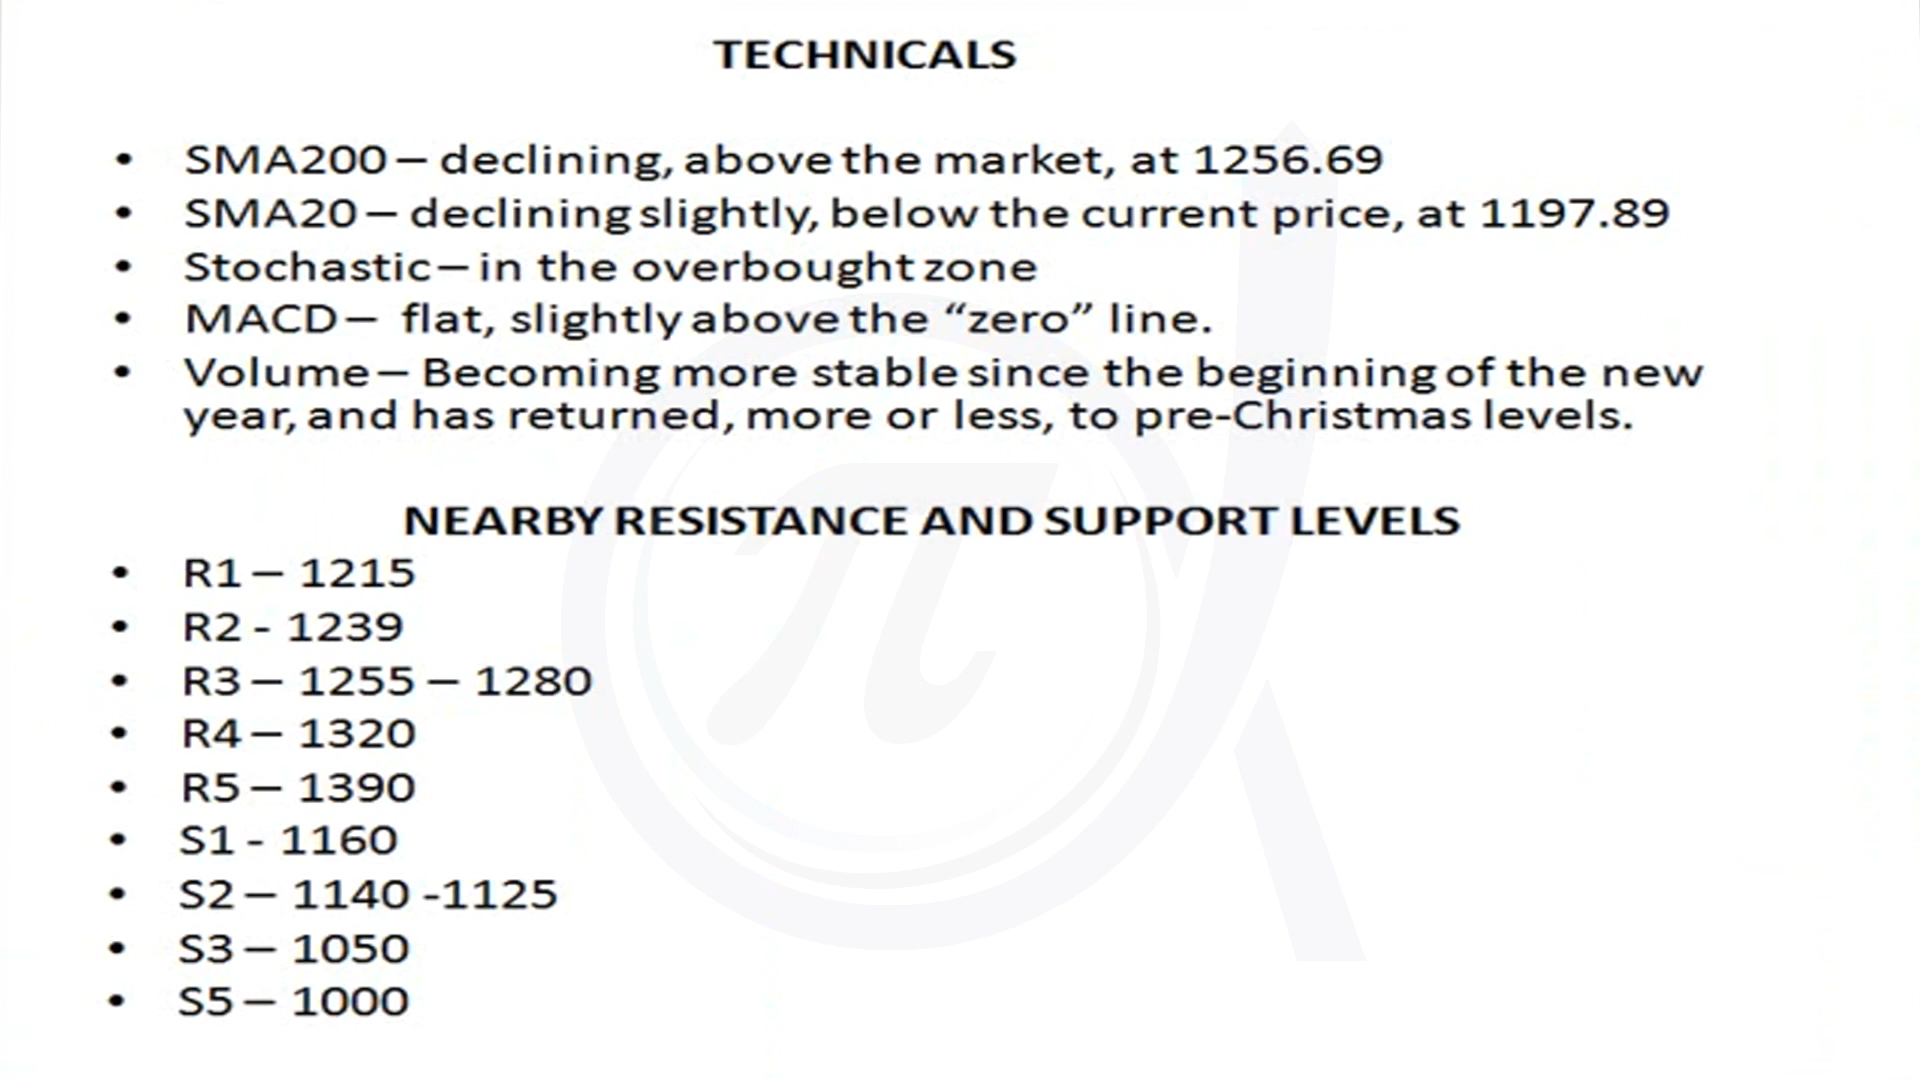 TECHNICALS
• SMA200 – declining, above the market, at 1256.69
• SMA20 – declining slightly, below the current price, at 1197.89
• Stochastic – in the overbought zone
• MACD – flat, slightly above the “zero” line.
• Volume – Becoming more stable since the beginning of the new
year, and has returned, more or less, to pre-Christmas levels.
NEARBY RESISTANCE AND SUPPORT LEVELS
• R1 – 1215
• R2 - 1239
• R3 – 1255 – 1280
• R4 – 1320
• R5 – 1390
• S1 - 1160
• S2 – 1140 -1125
• S3 – 1050
• S5 – 1000
π